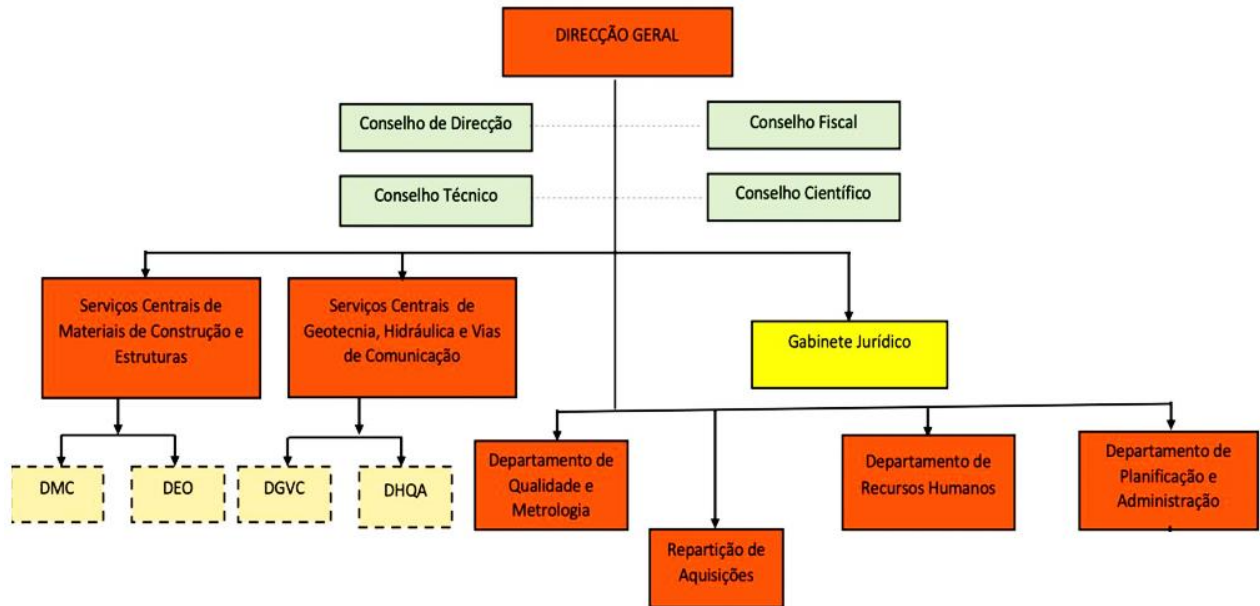 DIRECÇÃO GERAL
Conselho de Direcção
Conselho Fiscal
Conselho Técnico
Conselho Científico
Serviços Centrais de
Materiais de Construção e
Estruturas
Serviços Centrais de
Geotecnia, Hidráulica e Vias
de Comunicação
Gabinete Jurídico
DMC
DEO
DGVC
DHQA
Departamento de
Qualidade e
Metrologia
Repartição de
Aquisições
Departamento de
Recursos Humanos
Departamento de
Planificação e
Administração